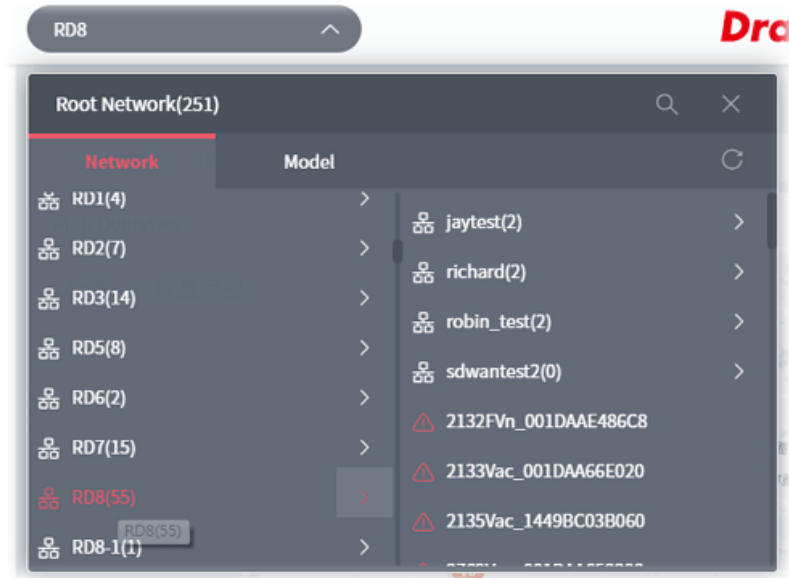 RD8
Dra
Root Network(251)
Network
Model
RD1(4)
RD2(7)
RD3(14)
RD5(8)
RD6(2)
RD7(15)
RD8(55)
RD8(55)
RD8-1(1)
jaytest(2)
richard(2)
robin_test(2)
sdwantest2(0)
2132FVn_001DAAE486C8
2133Vac_001DAA66E020
2135Vac_1449BC03B060